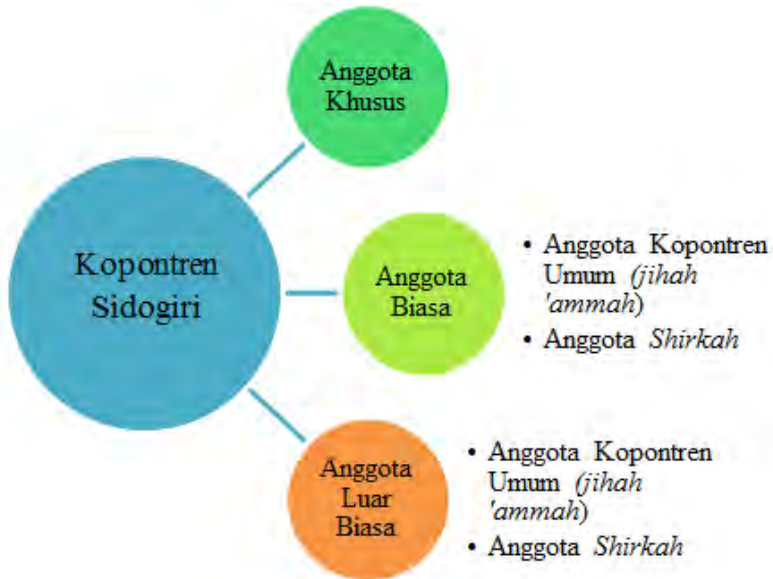 Anggota
Khusus
Kopontren
Sidogiri
Anggota
Biasa
• Anggota Kopontren
Umum (jihah
'ammah)
• Anggota Shirkah
Anggota
Luar
Biasa
• Anggota Kopontren
Umum (jihah
'ammah)
• Anggota Shirkah